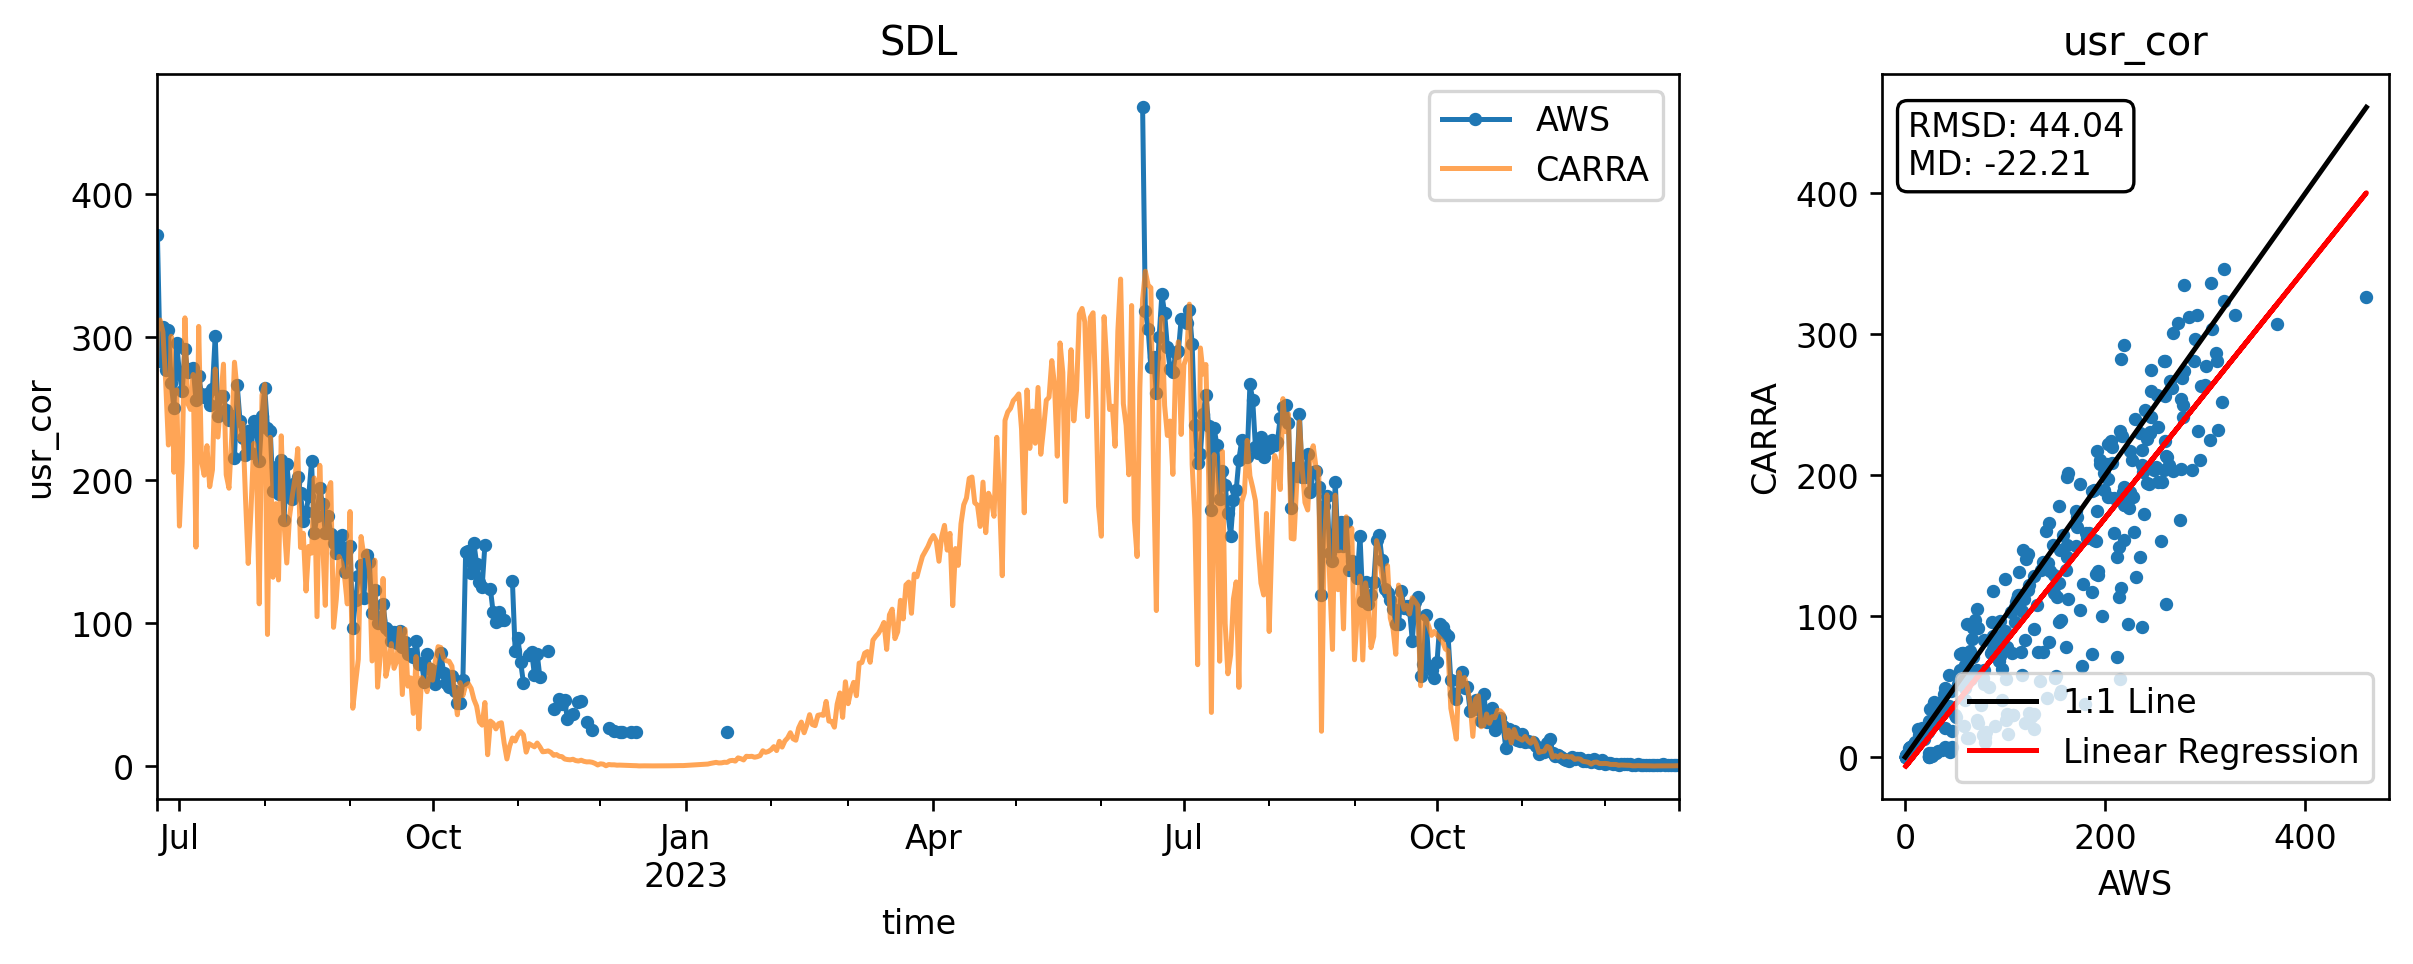 SDL
usr_cor
400
300
200
100
0
AWS
CARRA
Jul
Oct
Jan
2023
Apr
Jul
Oct
time
usr_cor
RMSD: 44.04
MD: -22.21
CARRA
400
300
200
100
0
1:1 Line
Linear Regression
0
200
400
AWS